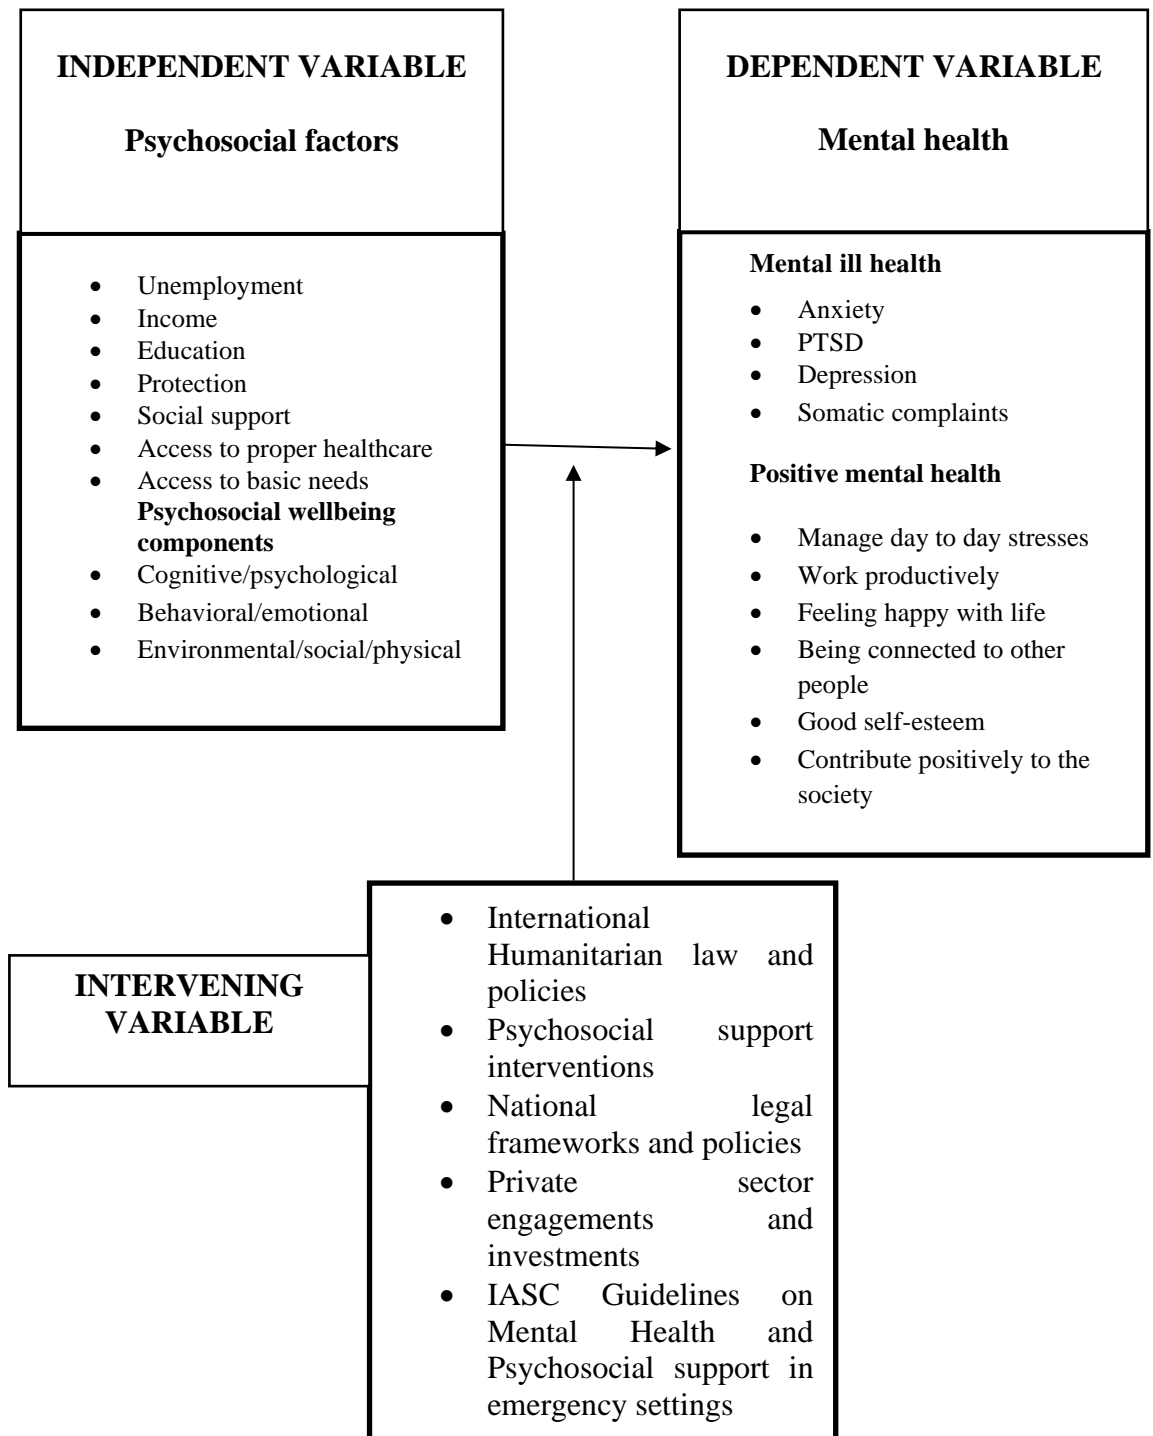 INDEPENDENT VARIABLE
Psychosocial factors
• Unemployment
• Income
• Education
• Protection
• Social support
• Access to proper healthcare
• Access to basic needs
Psychosocial wellbeing
components
• Cognitive/psychological
• Behavioral/emotional
• Environmental/social/physical
DEPENDENT VARIABLE
Mental health
Mental ill health
• Anxiety
• PTSD
• Depression
• Somatic complaints
Positive mental health
• Manage day to day stresses
• Work productively
• Feeling happy with life
• Being connected to other
people
• Good self-esteem
• Contribute positively to the
society
INTERVENING
VARIABLE
• International
Humanitarian law and
policies
• Psychosocial support
interventions
• National legal
frameworks and policies
• Private sector
engagements and
investments
• IASC Guidelines on
Mental Health and
Psychosocial support in
emergency settings